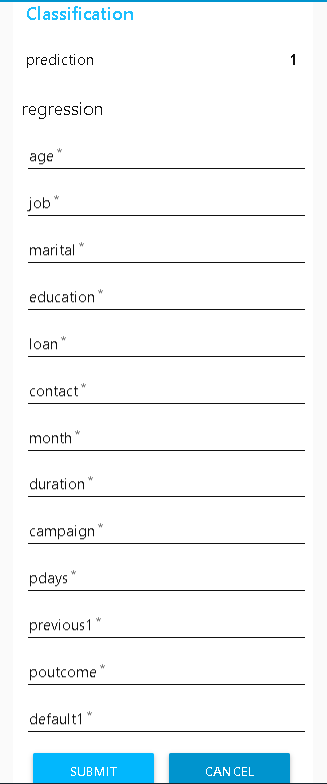 Classification
prediction 1
regression
age *
job *
marital *
education *
loan *
contact *
month *
duration *
campaign *
pdays *
previous1 *
poutcome *
default1 *
SUBMIT CANCEL